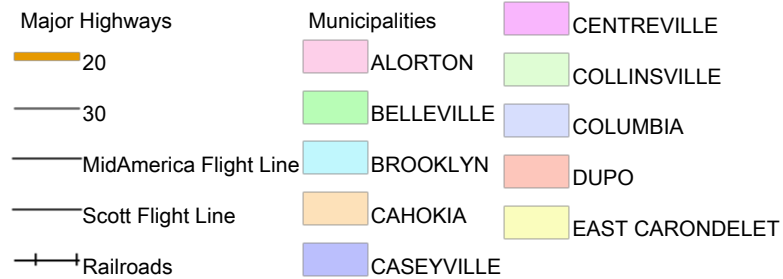 Major Highways
20
30
MidAmerica Flight Line
Scott Flight Line
Railroads
Municipalities
ALORTON
BELLEVILLE
BROOKLYN
CAHOKIA
CASEYVILLE
CENTREVILLE
COLLINSVILLE
COLUMBIA
DUPO
EAST CARONDELET